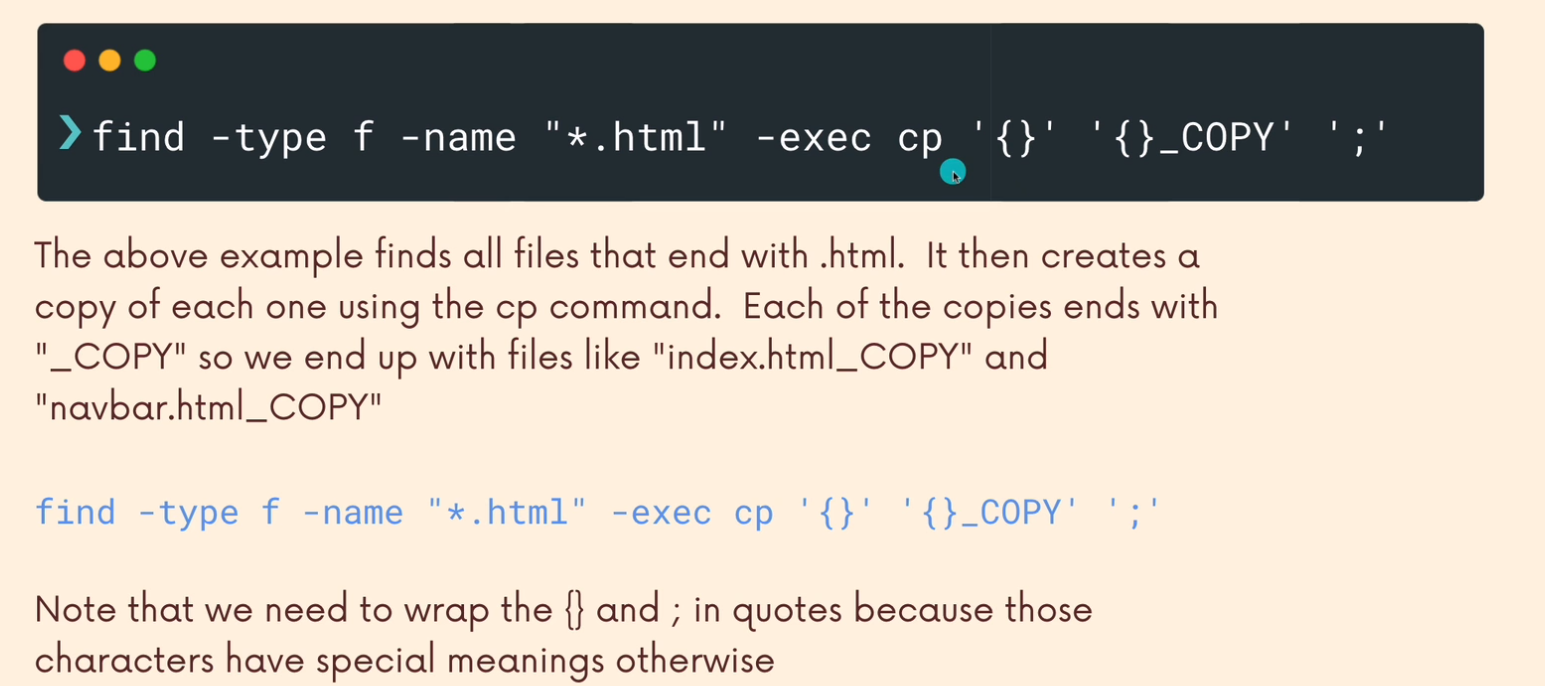 ❯find -type f -name "*.html" -exec cp '{}' '{}_COPY' ';'
The above example finds all files that end with .html.  It then creates a
copy of each one using the cp command.  Each of the copies ends with
"_COPY" so we end up with files like "index.html_COPY" and
"navbar.html_COPY"
find -type f -name "*.html" -exec cp '{}' '{}_COPY' ';'
Note that we need to wrap the {} and ; in quotes because those
characters have special meanings otherwise